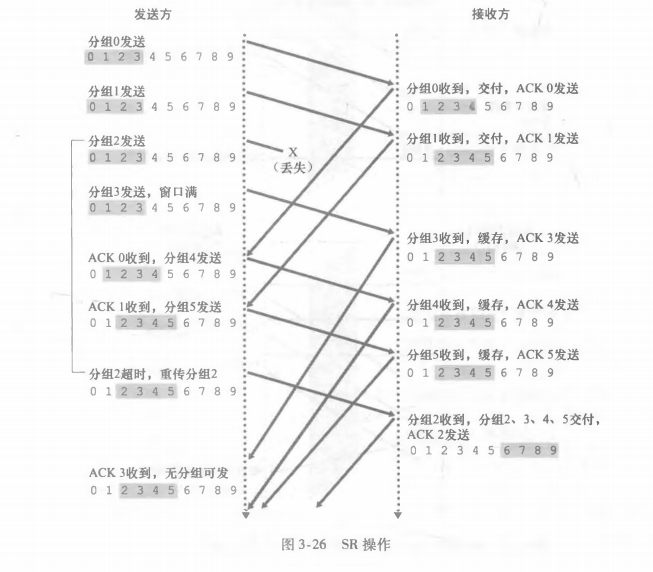 发送方
接收方
分组0发送
0 1 2 3 4 5 6 7 8 9
分组0收到，交付，ACK 0发送
0 1 2 3 4 5 6 7 8 9
分组1发送
0 1 2 3 4 5 6 7 8 9
分组1收到，交付，ACK 1发送
0 1 2 3 4 5 6 7 8 9
分组2发送
0 1 2 3 4 5 6 7 8 9
X
（丢失）
分组3发送，窗口满
0 1 2 3 4 5 6 7 8 9
分组3收到，缓存，ACK 3发送
0 1 2 3 4 5 6 7 8 9
ACK 0收到，分组4发送
0 1 2 3 4 5 6 7 8 9
分组4收到，缓存，ACK 4发送
0 1 2 3 4 5 6 7 8 9
ACK 1收到，分组5发送
0 1 2 3 4 5 6 7 8 9
分组5收到，缓存，ACK 5发送
0 1 2 3 4 5 6 7 8 9
分组2超时，重传分组2
0 1 2 3 4 5 6 7 8 9
分组2收到，分组2、3、4、5交付，
ACK 2发送
0 1 2 3 4 5 6 7 8 9
ACK 3收到，无分组可发
0 1 2 3 4 5 6 7 8 9
图 3-26 SR 操作